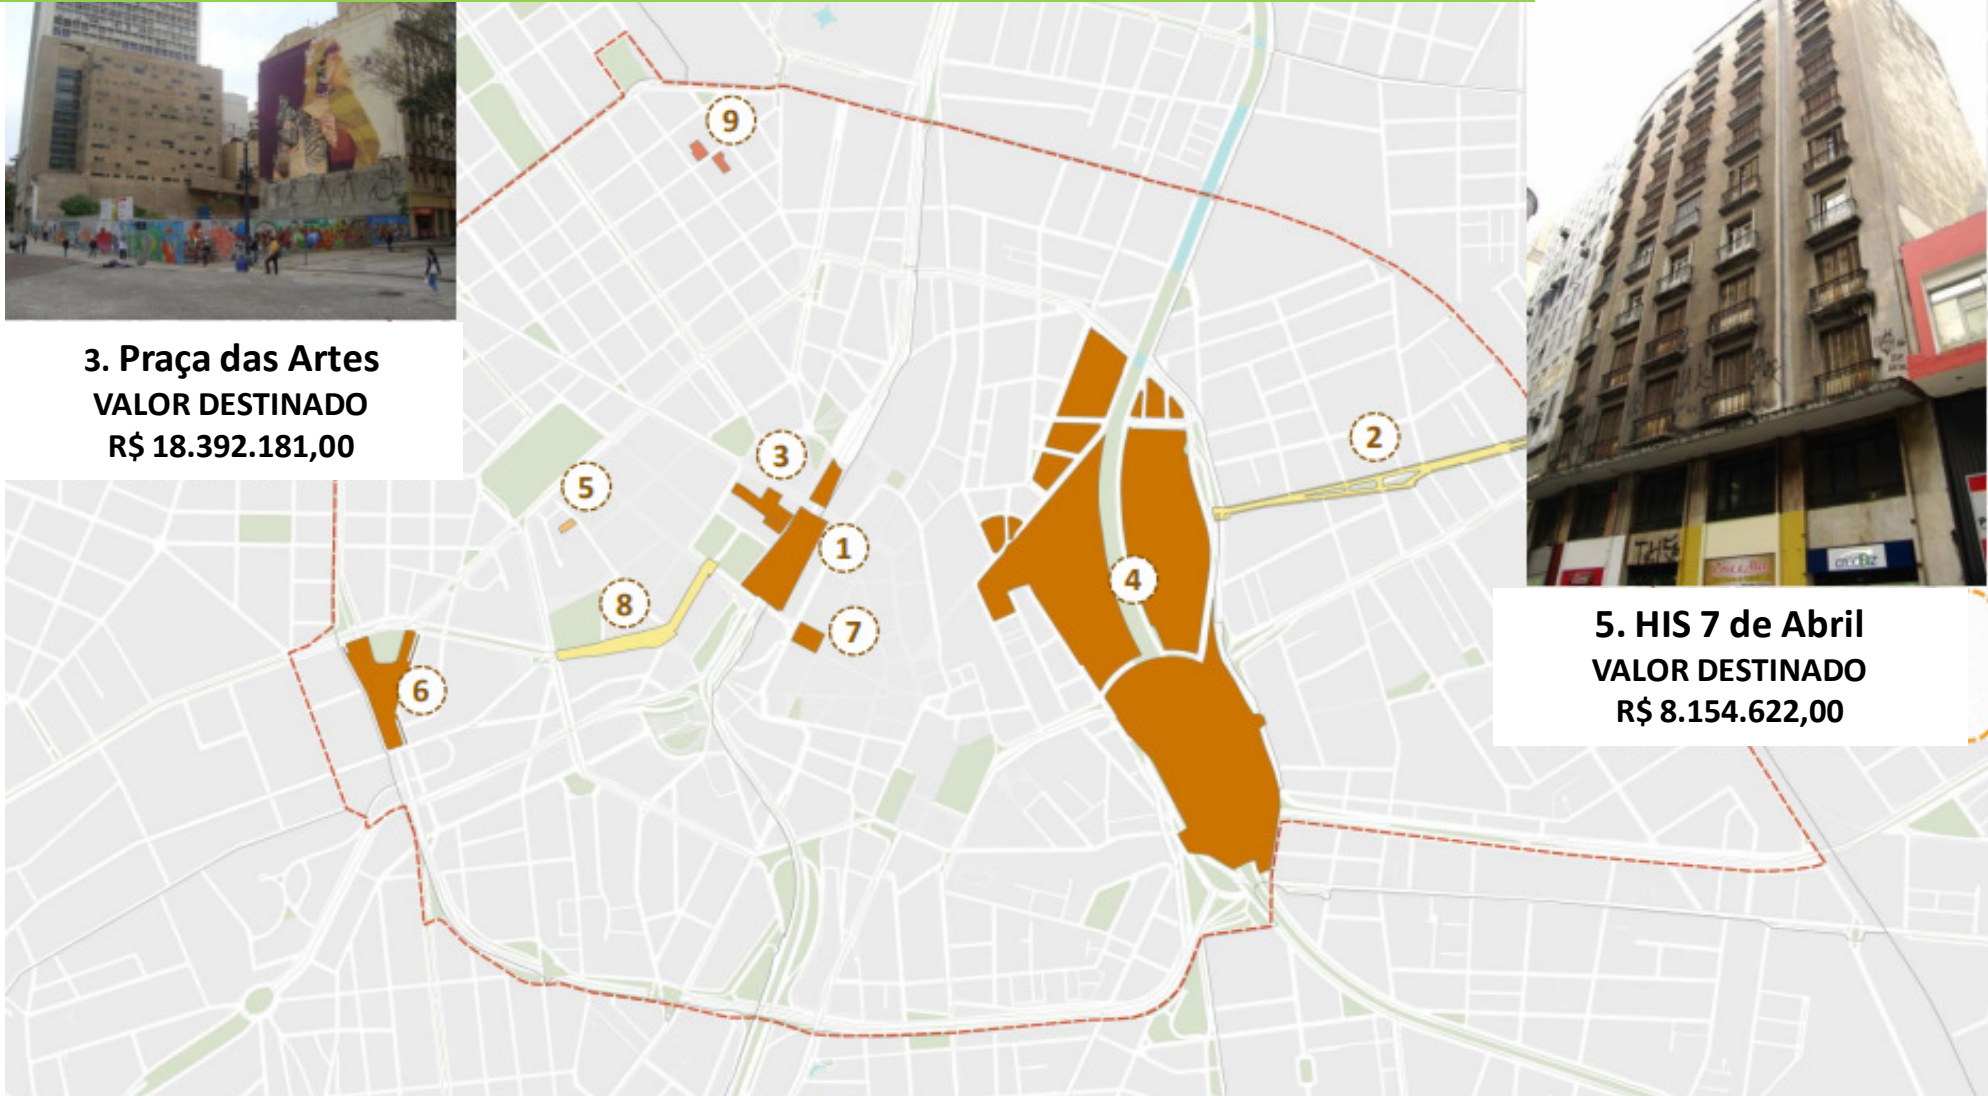 3. Praça das Artes
VALOR DESTINADO
R$ 18.392.181,00
9
2
3
5
1
4
8
7
6
5. HIS 7 de Abril
VALOR DESTINADO
R$ 8.154.622,00